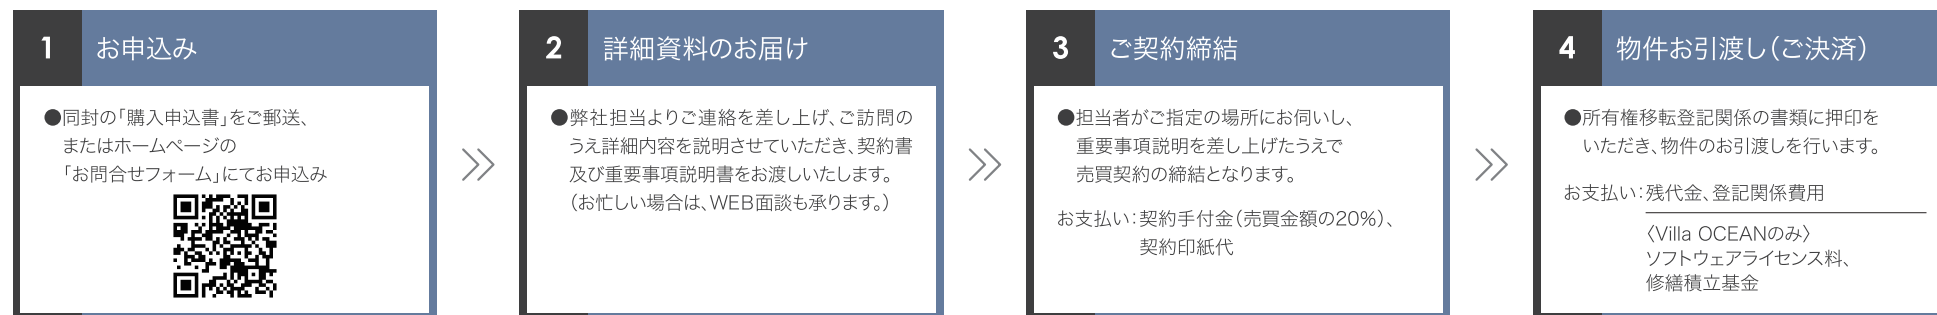 1 お申込み
●同封の「購入申込書」をご郵送、
またはホームページの
「お問合せフォーム」にてお申込み
2 詳細資料のお届け
●弊社担当よりご連絡を差し上げ、ご訪問の
うえ詳細内容を説明させていただき、契約書
及び重要事項説明書をお渡しいたします。
（お忙しい場合は、WEB面談も承ります。）
3 ご契約締結
●担当者がご指定の場所にお伺いし、
重要事項説明を差し上げたうえで
売買契約の締結となります。
お支払い：契約手付金（売買金額の20％）、
契約印紙代
4 物件お引渡し（ご決済）
●所有権移転登記関係の書類に押印を
いただき、物件のお引渡しを行います。
お支払い：残代金、登記関係費用
〈Villa OCEANのみ〉
ソフトウェアライセンス料、
修繕積立基金